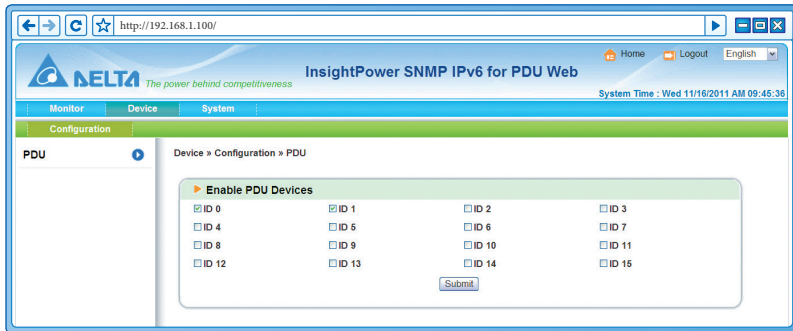 http://192.168.1.100/
Home Logout English
DELTA The power behind competitiveness
InsightPower SNMP IPv6 for PDU Web
System Time : Wed 11/16/2011 AM 09:45:36
Monitor Device System
Configuration
PDU
Device » Configuration » PDU
Enable PDU Devices
ID 0 ID 1 ID 2 ID 3
ID 4 ID 5 ID 6 ID 7
ID 8 ID 9 ID 10 ID 11
ID 12 ID 13 ID 14 ID 15
Submit